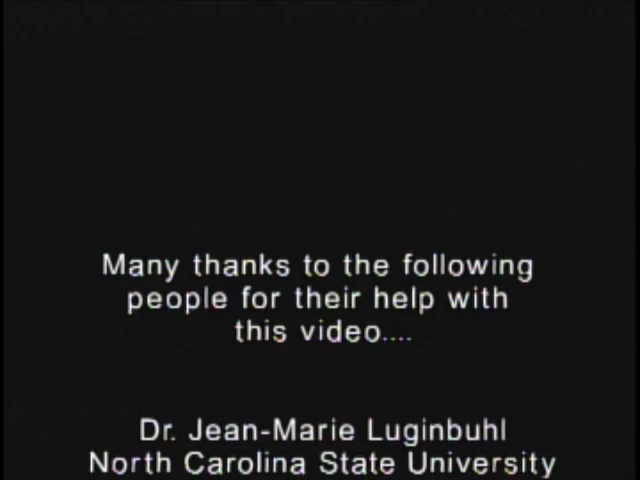 Many thanks to the following
people for their help with
this video....
Dr. Jean-Marie Luginbuhl
North Carolina State University